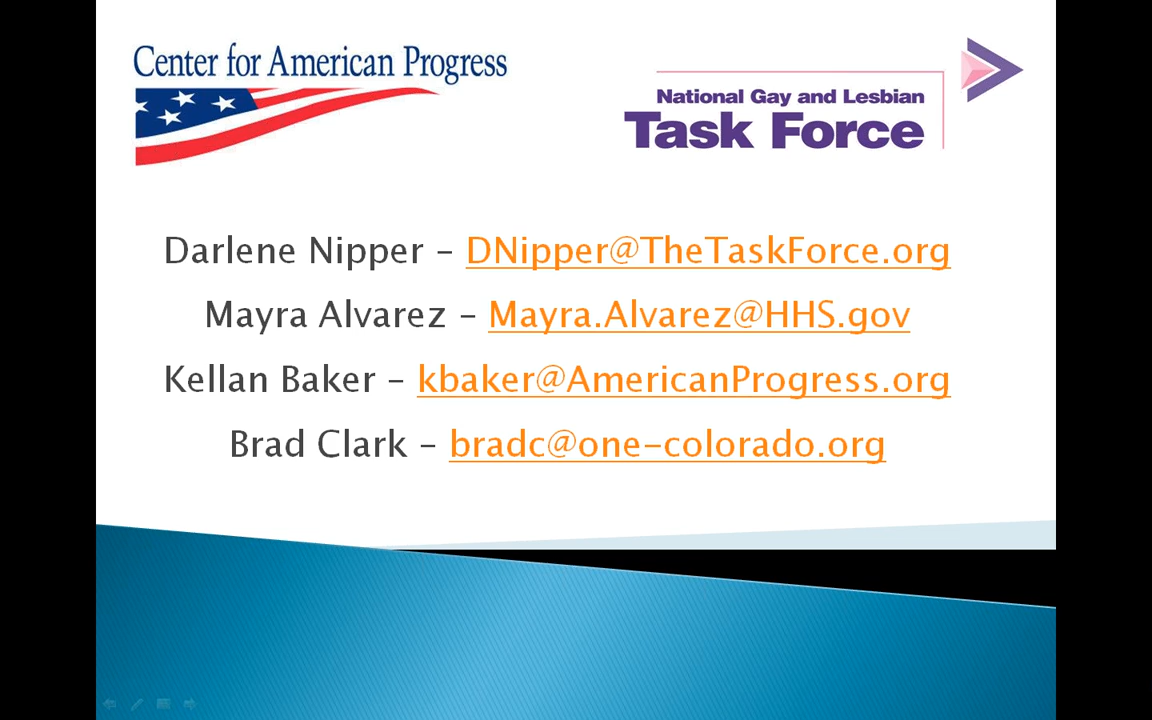 Center for American Progress
National Gay and Lesbian
Task Force
Darlene Nipper – DNipper@TheTaskForce.org
Mayra Alvarez – Mayra.Alvarez@HHS.gov
Kellan Baker – kbaker@AmericanProgress.org
Brad Clark – bradc@one-colorado.org